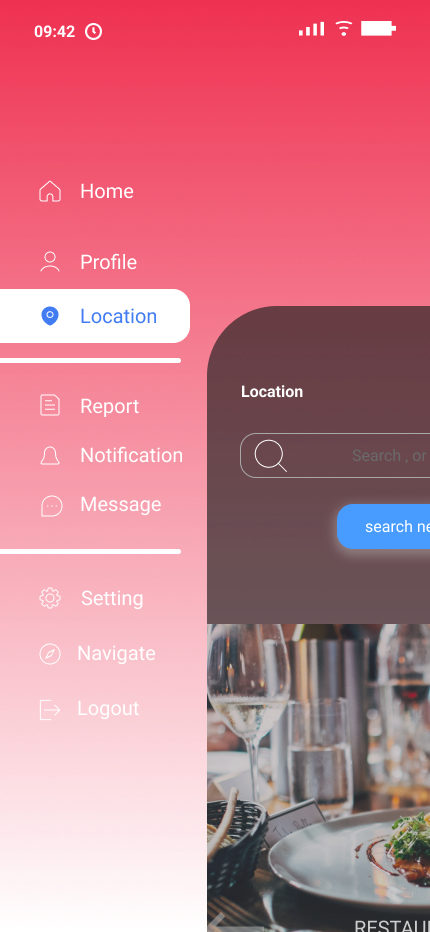 09:42
Home
Profile
Location
Report
Notification
Message
Setting
Navigate
Logout
Location
Search , or
search ne
RESTAU